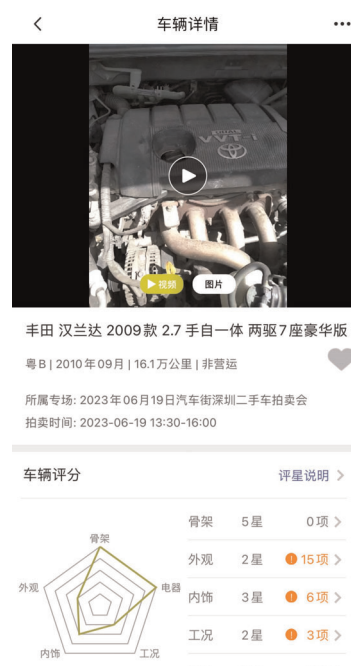 车辆详情
TOYOTA
VVT-i
视频
图片
丰田 汉兰达 2009款 2.7 手自一体 两驱7座豪华版
粤B | 2010年09月 | 16.1万公里 | 非营运
所属专场: 2023年06月19日汽车街深圳二手车拍卖会
拍卖时间: 2023-06-19 13:30-16:00
车辆评分
评星说明
骨架 5星 0项
外观 2星 15项
内饰 3星 6项
工况 2星 3项
骨架
外观
电器
内饰
工况